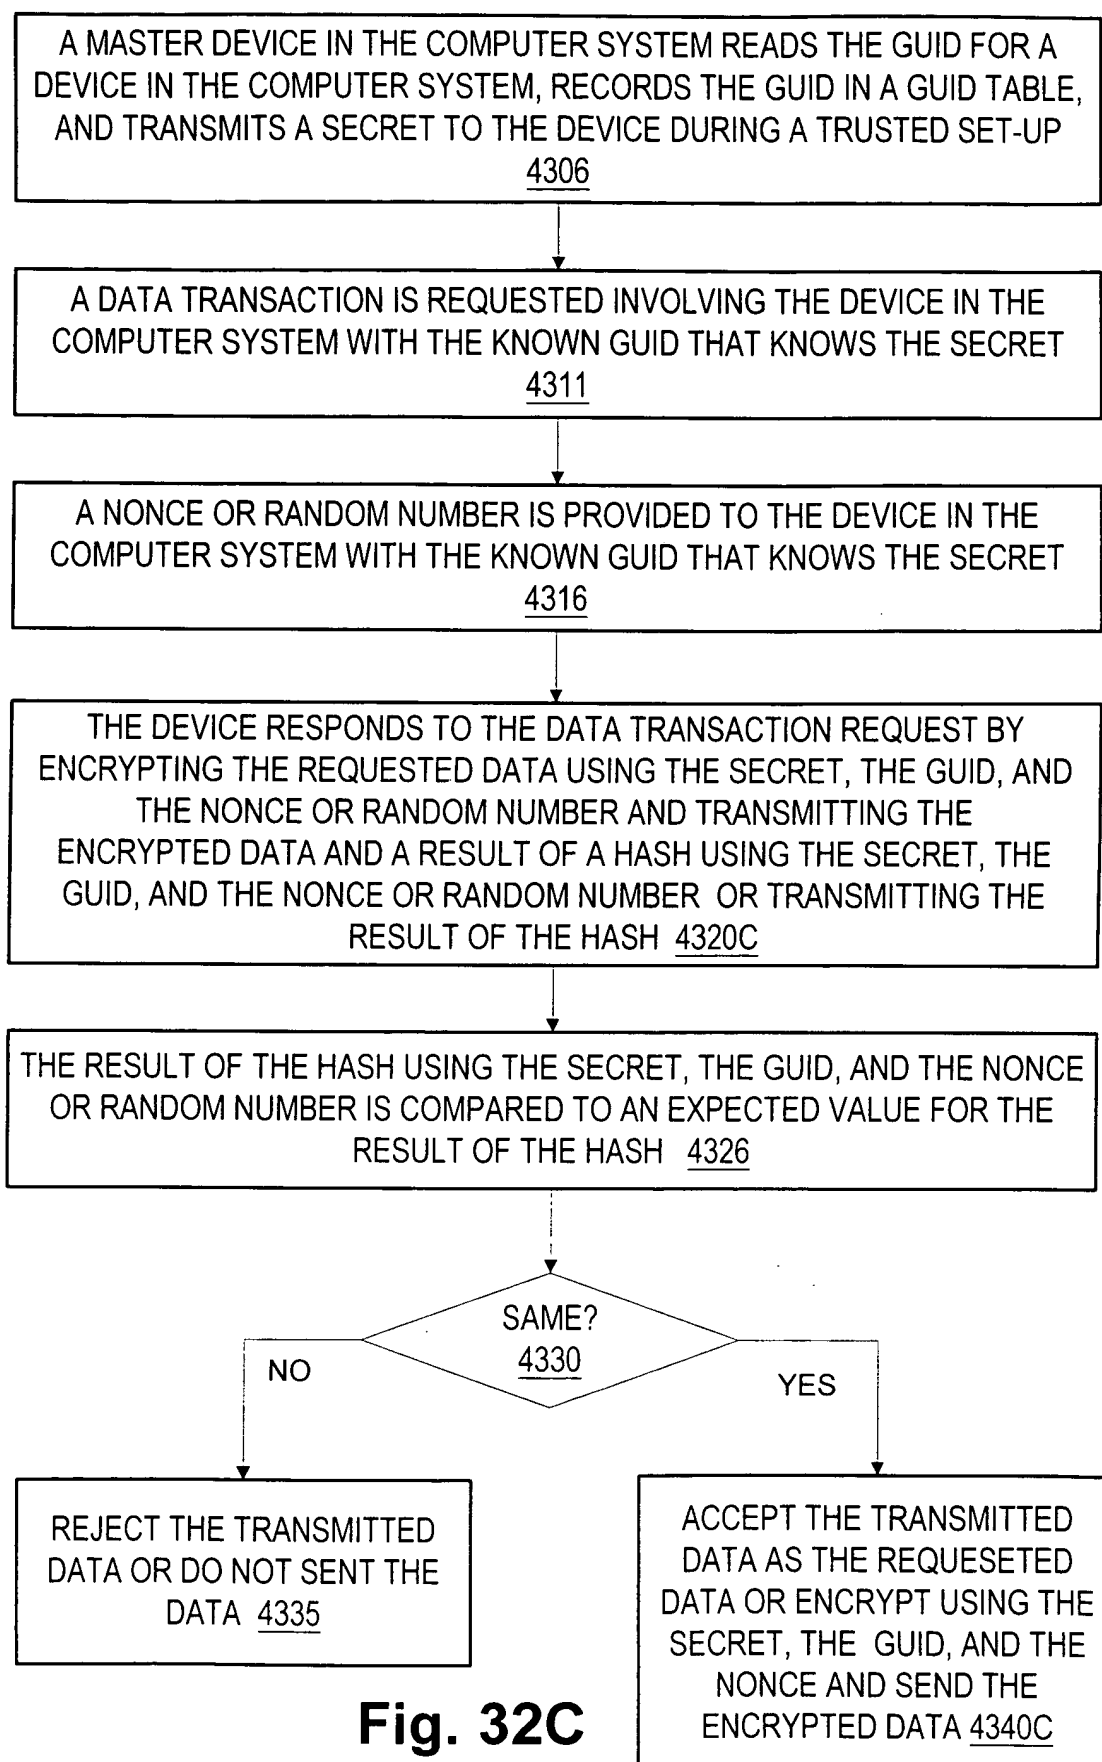 A MASTER DEVICE IN THE COMPUTER SYSTEM READS THE GUID FOR A
DEVICE IN THE COMPUTER SYSTEM, RECORDS THE GUID IN A GUID TABLE,
AND TRANSMITS A SECRET TO THE DEVICE DURING A TRUSTED SET-UP
4306
A DATA TRANSACTION IS REQUESTED INVOLVING THE DEVICE IN THE
COMPUTER SYSTEM WITH THE KNOWN GUID THAT KNOWS THE SECRET
4311
A NONCE OR RANDOM NUMBER IS PROVIDED TO THE DEVICE IN THE
COMPUTER SYSTEM WITH THE KNOWN GUID THAT KNOWS THE SECRET
4316
THE DEVICE RESPONDS TO THE DATA TRANSACTION REQUEST BY
ENCRYPTING THE REQUESTED DATA USING THE SECRET, THE GUID, AND
THE NONCE OR RANDOM NUMBER AND TRANSMITTING THE
ENCRYPTED DATA AND A RESULT OF A HASH USING THE SECRET, THE
GUID, AND THE NONCE OR RANDOM NUMBER OR TRANSMITTING THE
RESULT OF THE HASH 4320C
THE RESULT OF THE HASH USING THE SECRET, THE GUID, AND THE NONCE
OR RANDOM NUMBER IS COMPARED TO AN EXPECTED VALUE FOR THE
RESULT OF THE HASH 4326
SAME?
4330
NO
YES
REJECT THE TRANSMITTED
DATA OR DO NOT SENT THE
DATA 4335
ACCEPT THE TRANSMITTED
DATA AS THE REQUESETED
DATA OR ENCRYPT USING THE
SECRET, THE GUID, AND THE
NONCE AND SEND THE
ENCRYPTED DATA 4340C
Fig. 32C